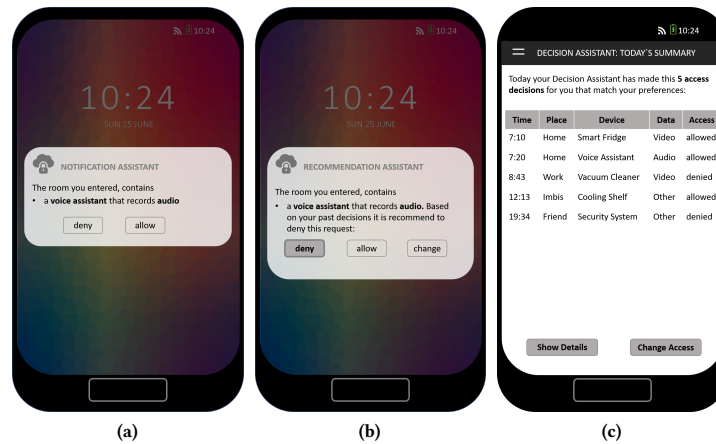 10:24
10:24
SUN 25 JUNE
NOTIFICATION ASSISTANT
The room you entered, contains
• a voice assistant that records audio
deny allow
(a)
10:24
10:24
SUN 25 JUNE
RECOMMENDATION ASSISTANT
The room you entered, contains
• a voice assistant that records audio. Based
on your past decisions it is recommend to
deny this request:
deny allow change
(b)
10:24
DECISION ASSISTANT: TODAY´S SUMMARY
Today your Decision Assistant has made this 5 access
decisions for you that match your preferences:
Time Place Device Data Access
7:10 Home Smart Fridge Video allowed
7:20 Home Voice Assistant Audio allowed
8:43 Work Vacuum Cleaner Video denied
12:13 Imbis Cooling Shelf Other allowed
19:34 Friend Security System Other denied
Show Details Change Access
(c)